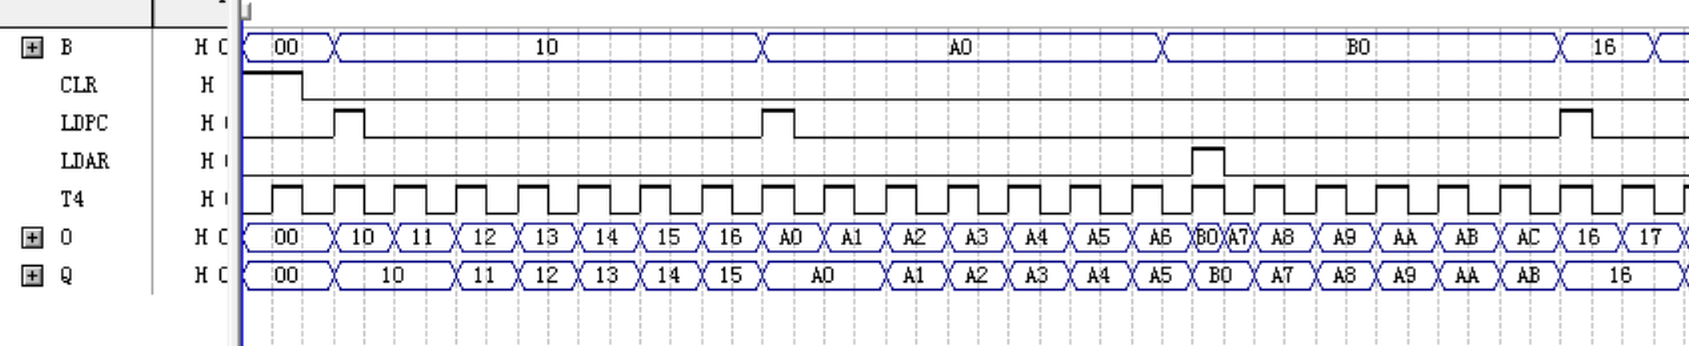 B H C 00 10 A0 B0 16
CLR H
LDPC H
LDAR H
T4 H
O H C 00 10 11 12 13 14 15 16 A0 A1 A2 A3 A4 A5 A6 B0 A7 A8 A9 AA AB AC 16 17
Q H C 00 10 11 12 13 14 15 A0 A1 A2 A3 A4 A5 B0 A7 A8 A9 AA AB 16